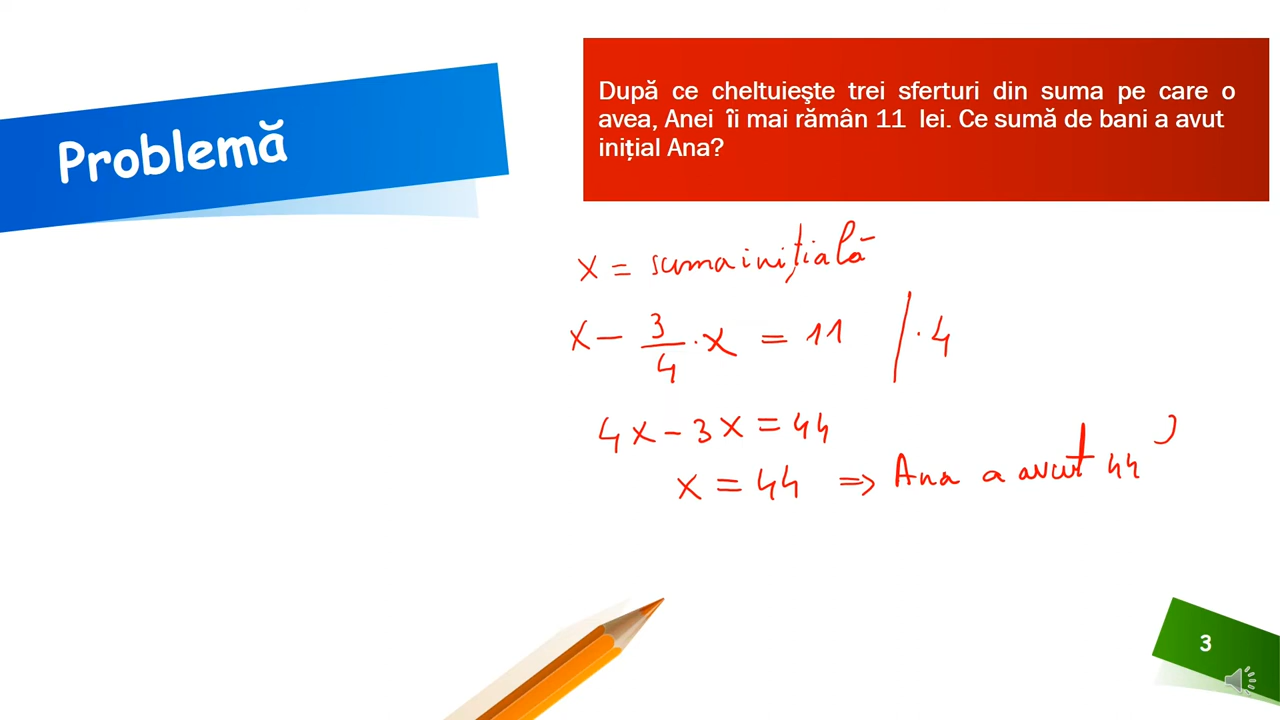 Problemă
După ce cheltuieşte trei sferturi din suma pe care o
avea, Anei îi mai rămân 11 lei. Ce sumă de bani a avut
inițial Ana?
x = suma inițială
x - 3/4 · x = 11 / · 4
4x - 3x = 44
x = 44 => Ana a avut 44
3